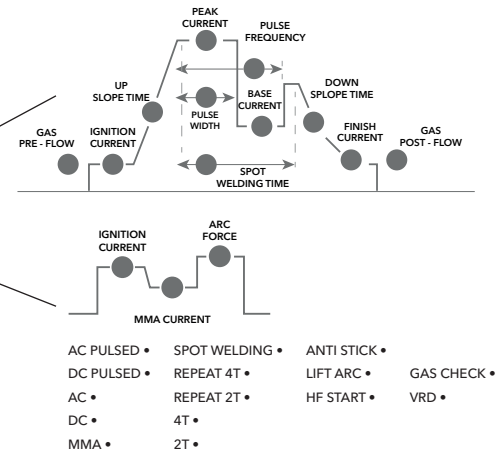 PEAK
CURRENT
PULSE
FREQUENCY
UP
SLOPE TIME
BASE
CURRENT
DOWN
SPLOPE TIME
PULSE
WIDTH
GAS
PRE - FLOW
IGNITION
CURRENT
FINISH
CURRENT
GAS
POST - FLOW
SPOT
WELDING TIME
IGNITION
CURRENT
ARC
FORCE
MMA CURRENT
AC PULSED • SPOT WELDING • ANTI STICK •
DC PULSED • REPEAT 4T • LIFT ARC • GAS CHECK •
AC • REPEAT 2T • HF START • VRD •
DC • 4T •
MMA • 2T •